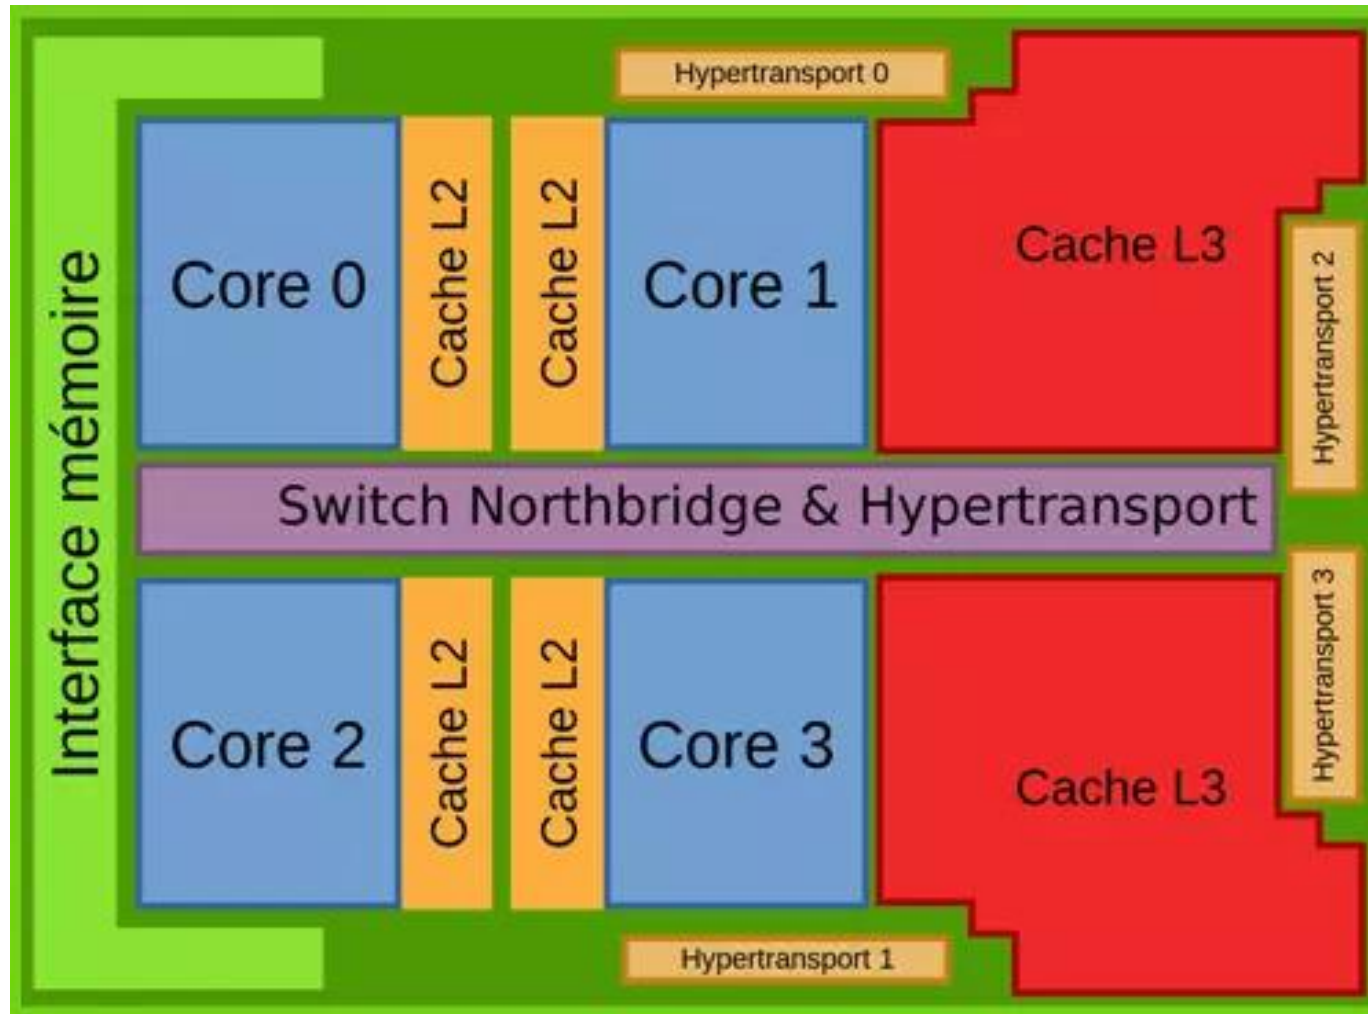 Hypertransport 0
Interface mémoire
Core 0
Cache L2
Cache L2
Core 1
Cache L3
Hypertransport 2
Switch Northbridge & Hypertransport
Core 2
Cache L2
Cache L2
Core 3
Cache L3
Hypertransport 3
Hypertransport 1